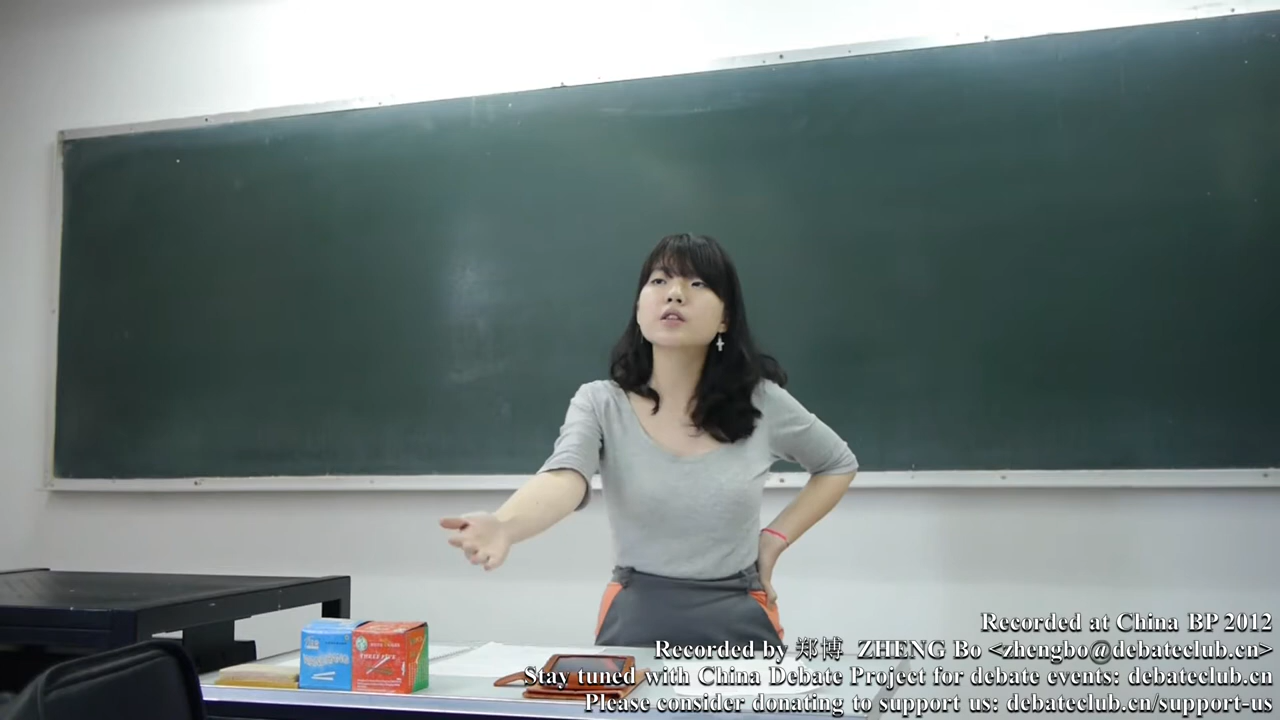 Recorded at China BP 2012
Recorded by 郑博 ZHENG Bo <zhengbo@debateclub.cn>
Stay tuned with China Debate Project for debate events: debateclub.cn
Please consider donating to support us: debateclub.cn/support-us